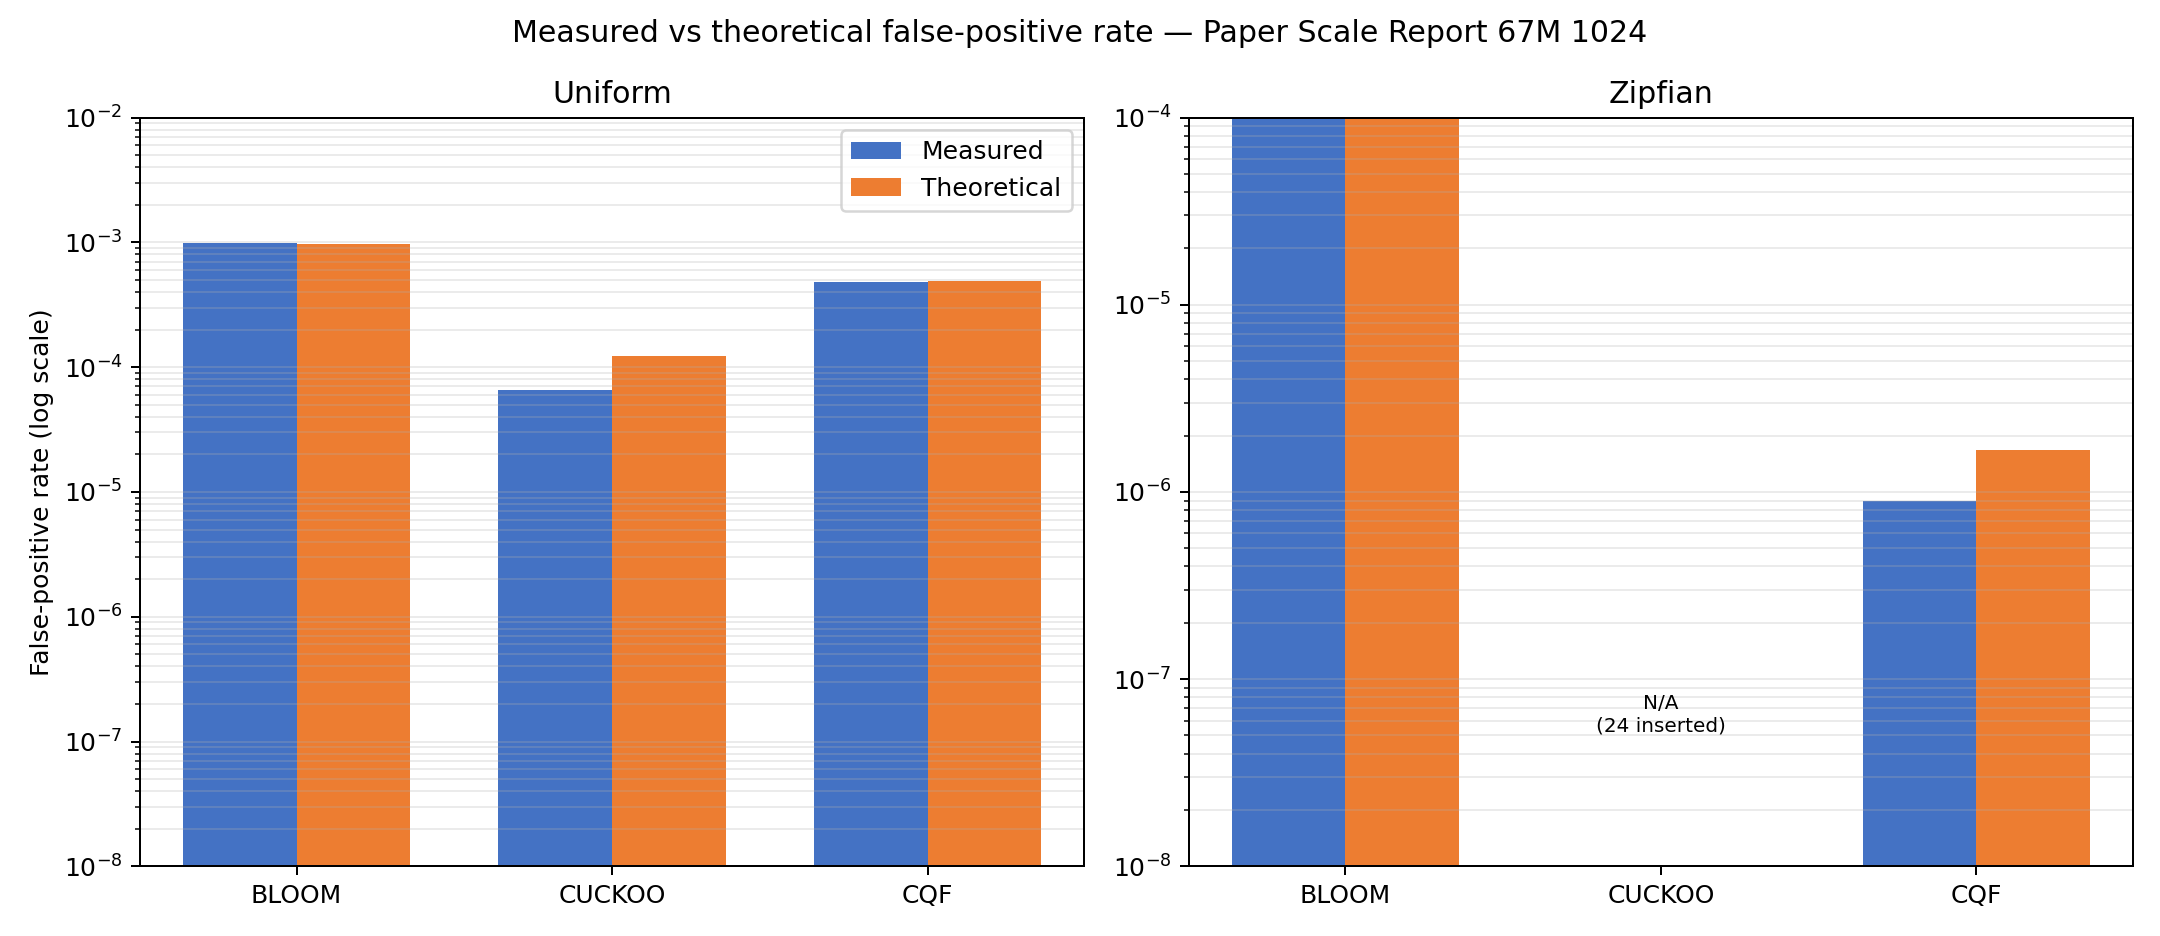 Measured vs theoretical false-positive rate — Paper Scale Report 67M 1024
Uniform
False-positive rate (log scale)
10⁻²
10⁻³
10⁻⁴
10⁻⁵
10⁻⁶
10⁻⁷
10⁻⁸
Measured
Theoretical
BLOOM
CUCKOO
CQF
Zipfian
10⁻⁴
10⁻⁵
10⁻⁶
10⁻⁷
10⁻⁸
N/A
(24 inserted)
BLOOM
CUCKOO
CQF